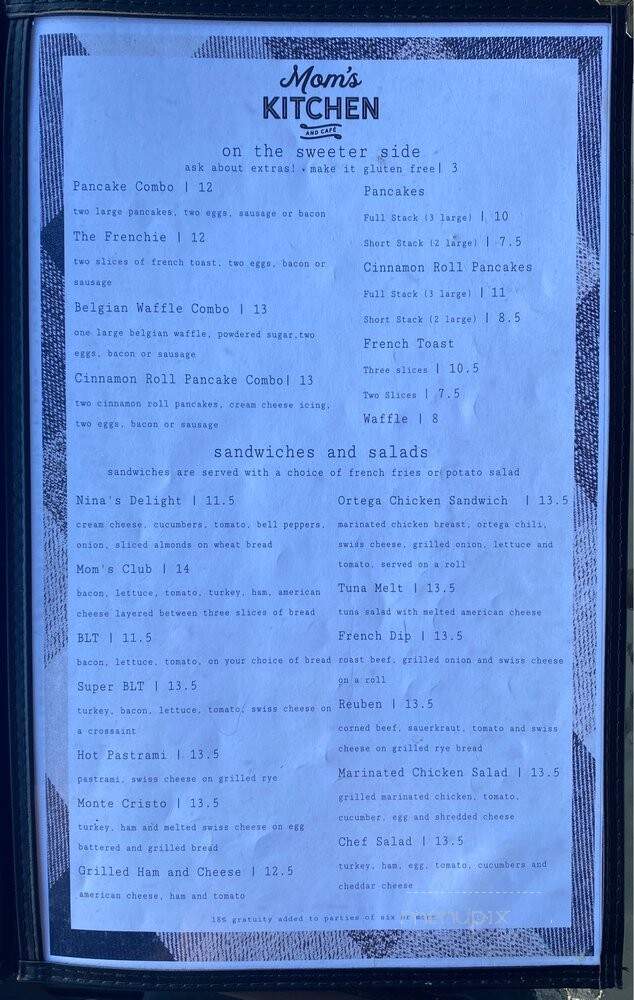 Mom's
KITCHEN
AND CAFÉ
on the sweeter side
ask about extras! · make it gluten free| 3
Pancake Combo | 12
two large pancakes, two eggs, sausage or bacon
The Frenchie | 12
two slices of french toast, two eggs, bacon or
sausage
Belgian Waffle Combo | 13
one large belgian waffle, powdered sugar,two
eggs, bacon or sausage
Cinnamon Roll Pancake Combo| 13
two cinnamon roll pancakes, cream cheese icing,
two eggs, bacon or sausage
Pancakes
Full Stack (3 large) | 10
Short Stack (2 large) | 7.5
Cinnamon Roll Pancakes
Full Stack (3 large) | 11
Short Stack (2 large) | 8.5
French Toast
Three slices | 10.5
Two Slices | 7.5
Waffle | 8
sandwiches and salads
sandwiches are served with a choice of french fries or potato salad
Nina's Delight | 11.5
cream cheese, cucumbers, tomato, bell peppers,
onion, sliced almonds on wheat bread
Mom's Club | 14
bacon, lettuce, tomato, turkey, ham, american
cheese layered between three slices of bread
BLT | 11.5
bacon, lettuce, tomato, on your choice of bread
Super BLT | 13.5
turkey, bacon, lettuce, tomato, swiss cheese on
a crossaint
Hot Pastrami | 13.5
pastrami, swiss cheese on grilled rye
Monte Cristo | 13.5
turkey, ham and melted swiss cheese on egg
battered and grilled bread
Grilled Ham and Cheese | 12.5
american cheese, ham and tomato
Ortega Chicken Sandwich | 13.5
marinated chicken breast, ortega chili,
swiss cheese, grilled onion, lettuce and
tomato, served on a roll
Tuna Melt | 13.5
tuna salad with melted american cheese
French Dip | 13.5
roast beef, grilled onion and swiss cheese
on a roll
Reuben | 13.5
corned beef, sauerkraut, tomato and swiss
cheese on grilled rye bread
Marinated Chicken Salad | 13.5
grilled marinated chicken, tomato,
cucumber, egg and shredded cheese
Chef Salad | 13.5
turkey, ham, egg, tomato, cucumbers and
cheddar cheese
18% gratuity added to parties of six or more
menupix